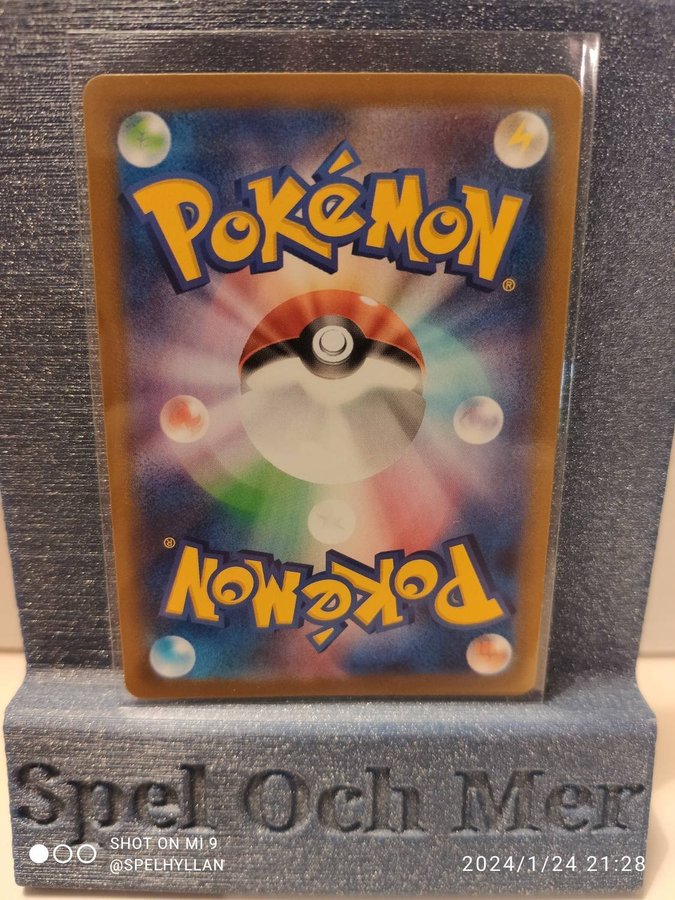 POKéMON®
POKéMON®
Spel Och Mer
SHOT ON MI 9
@SPELHYLLAN
2024/1/24 21:28